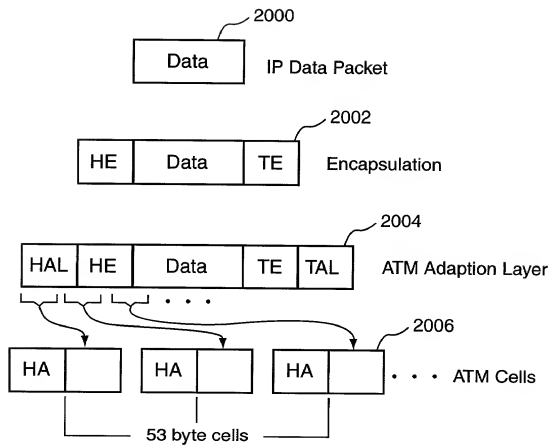 2000
Data IP Data Packet
2002
HE Data TE Encapsulation
2004
HAL HE Data TE TAL ATM Adaption Layer
. . .
2006
HA HA HA . . . ATM Cells
53 byte cells